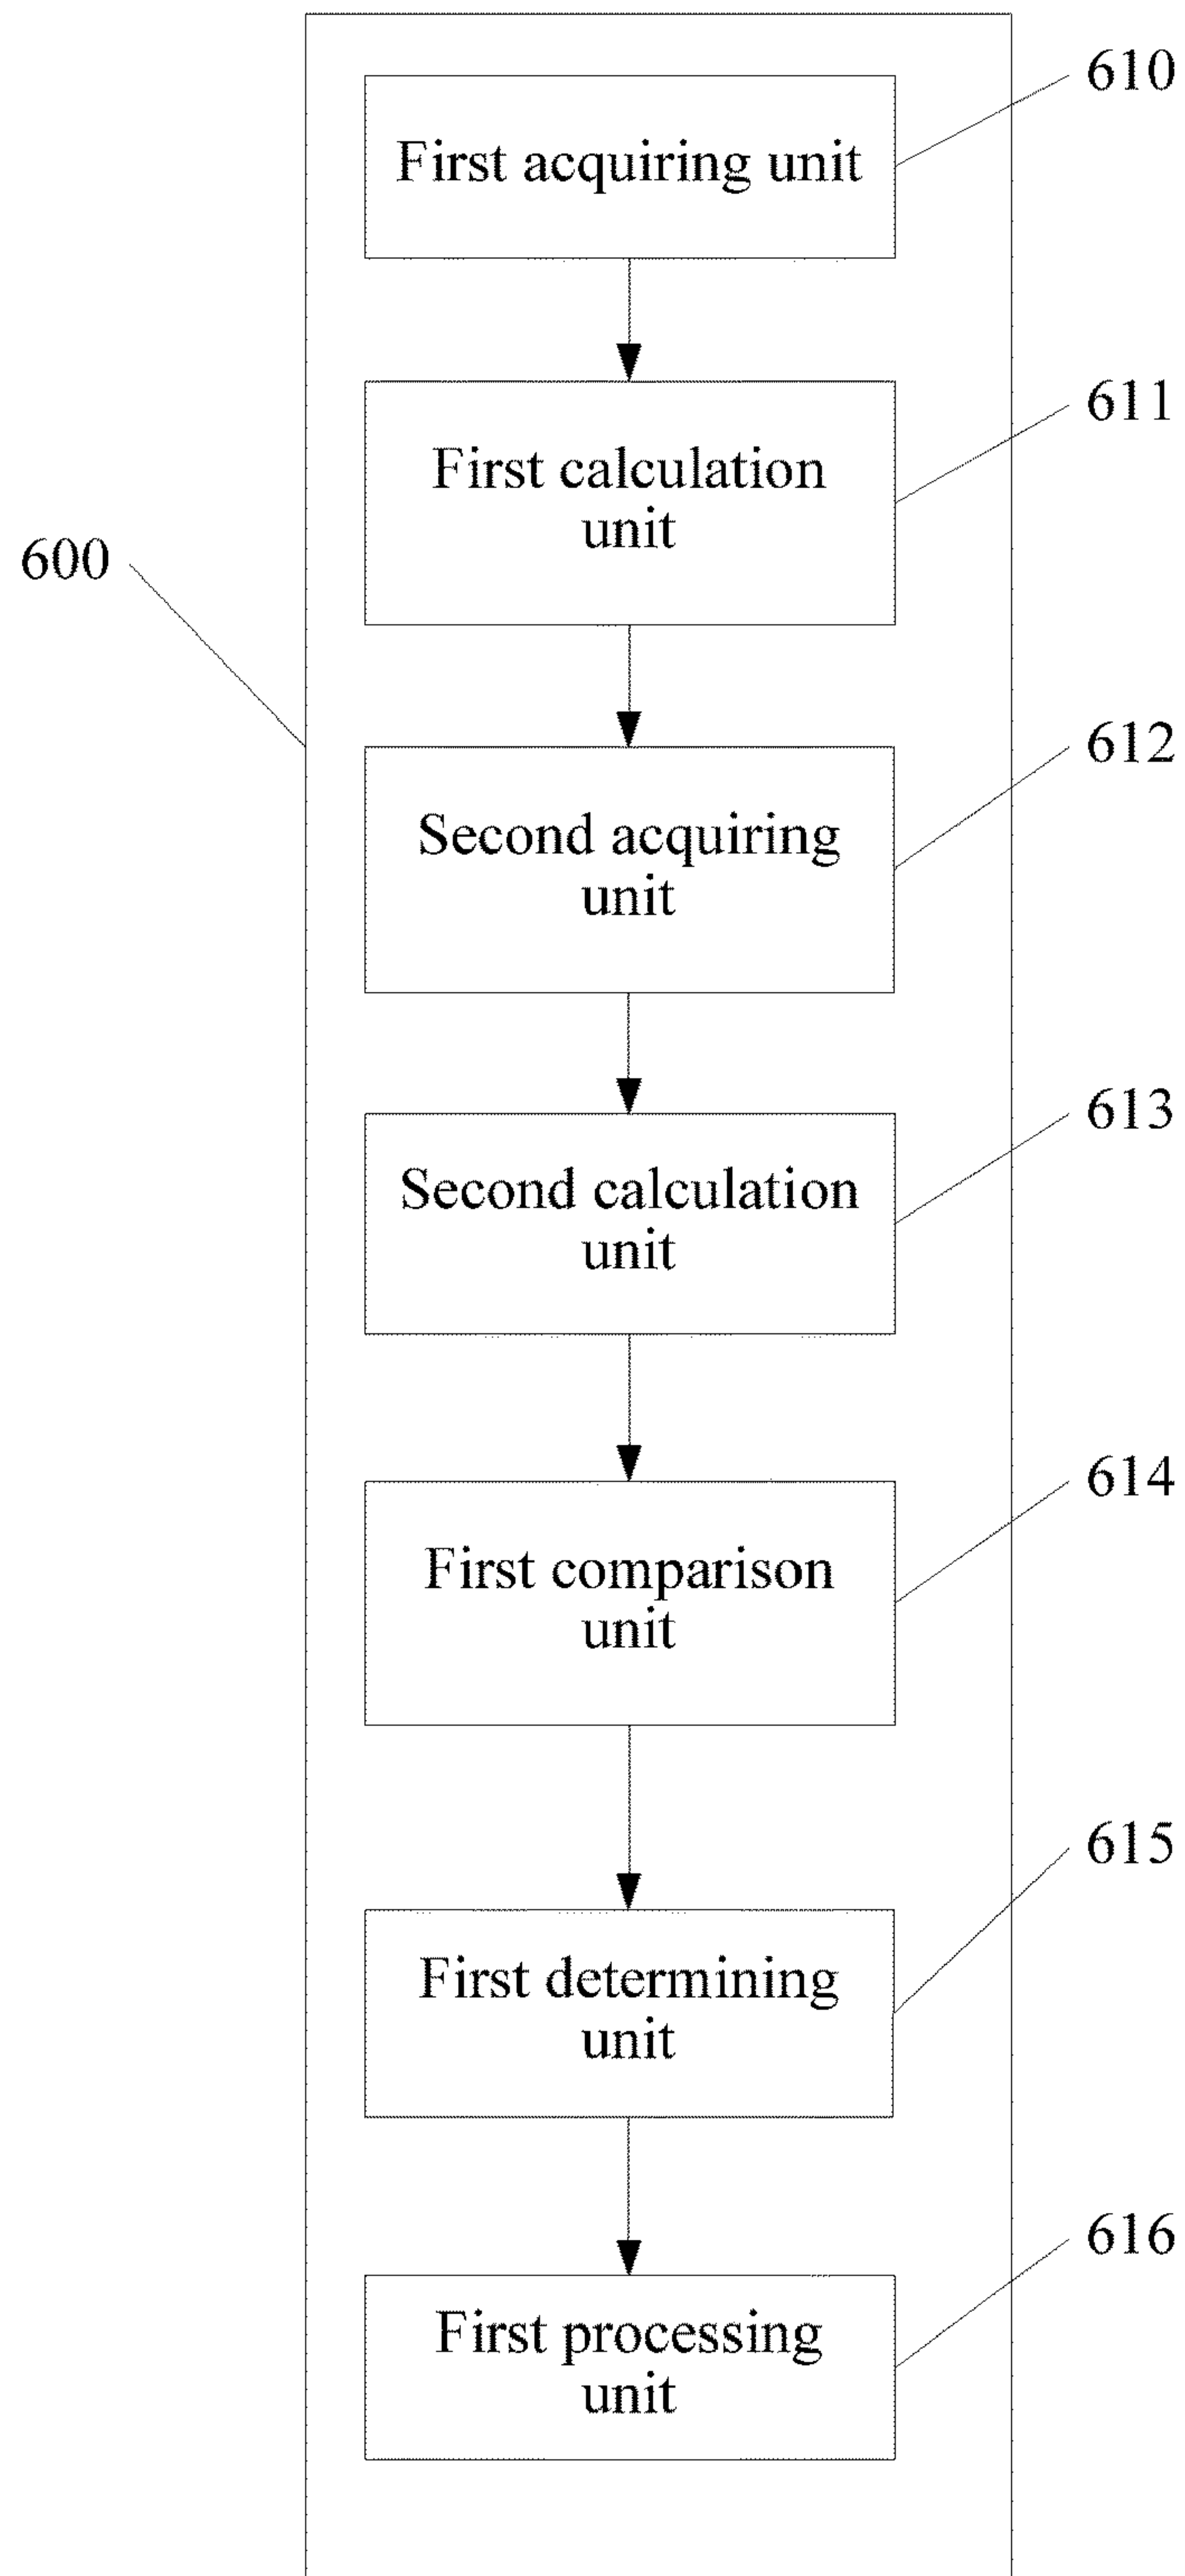 610
First acquiring unit
611
First calculation
unit
600
612
Second acquiring
unit
613
Second calculation
unit
614
First comparison
unit
615
First determining
unit
616
First processing
unit